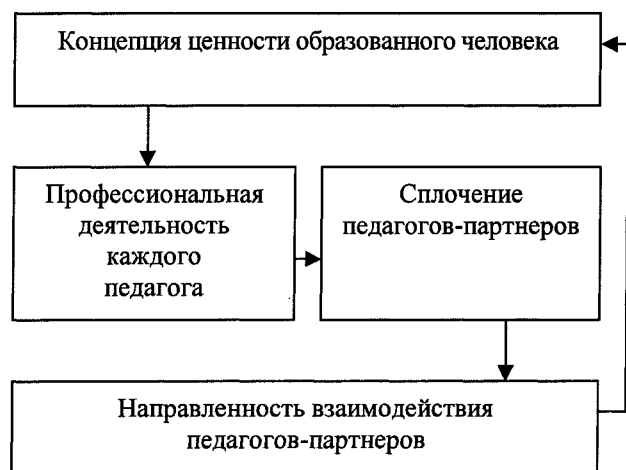 Концепция ценности образованного человека
Профессиональная
деятельность
каждого
педагога
Сплочение
педагогов-партнеров
Направленность взаимодействия
педагогов-партнеров